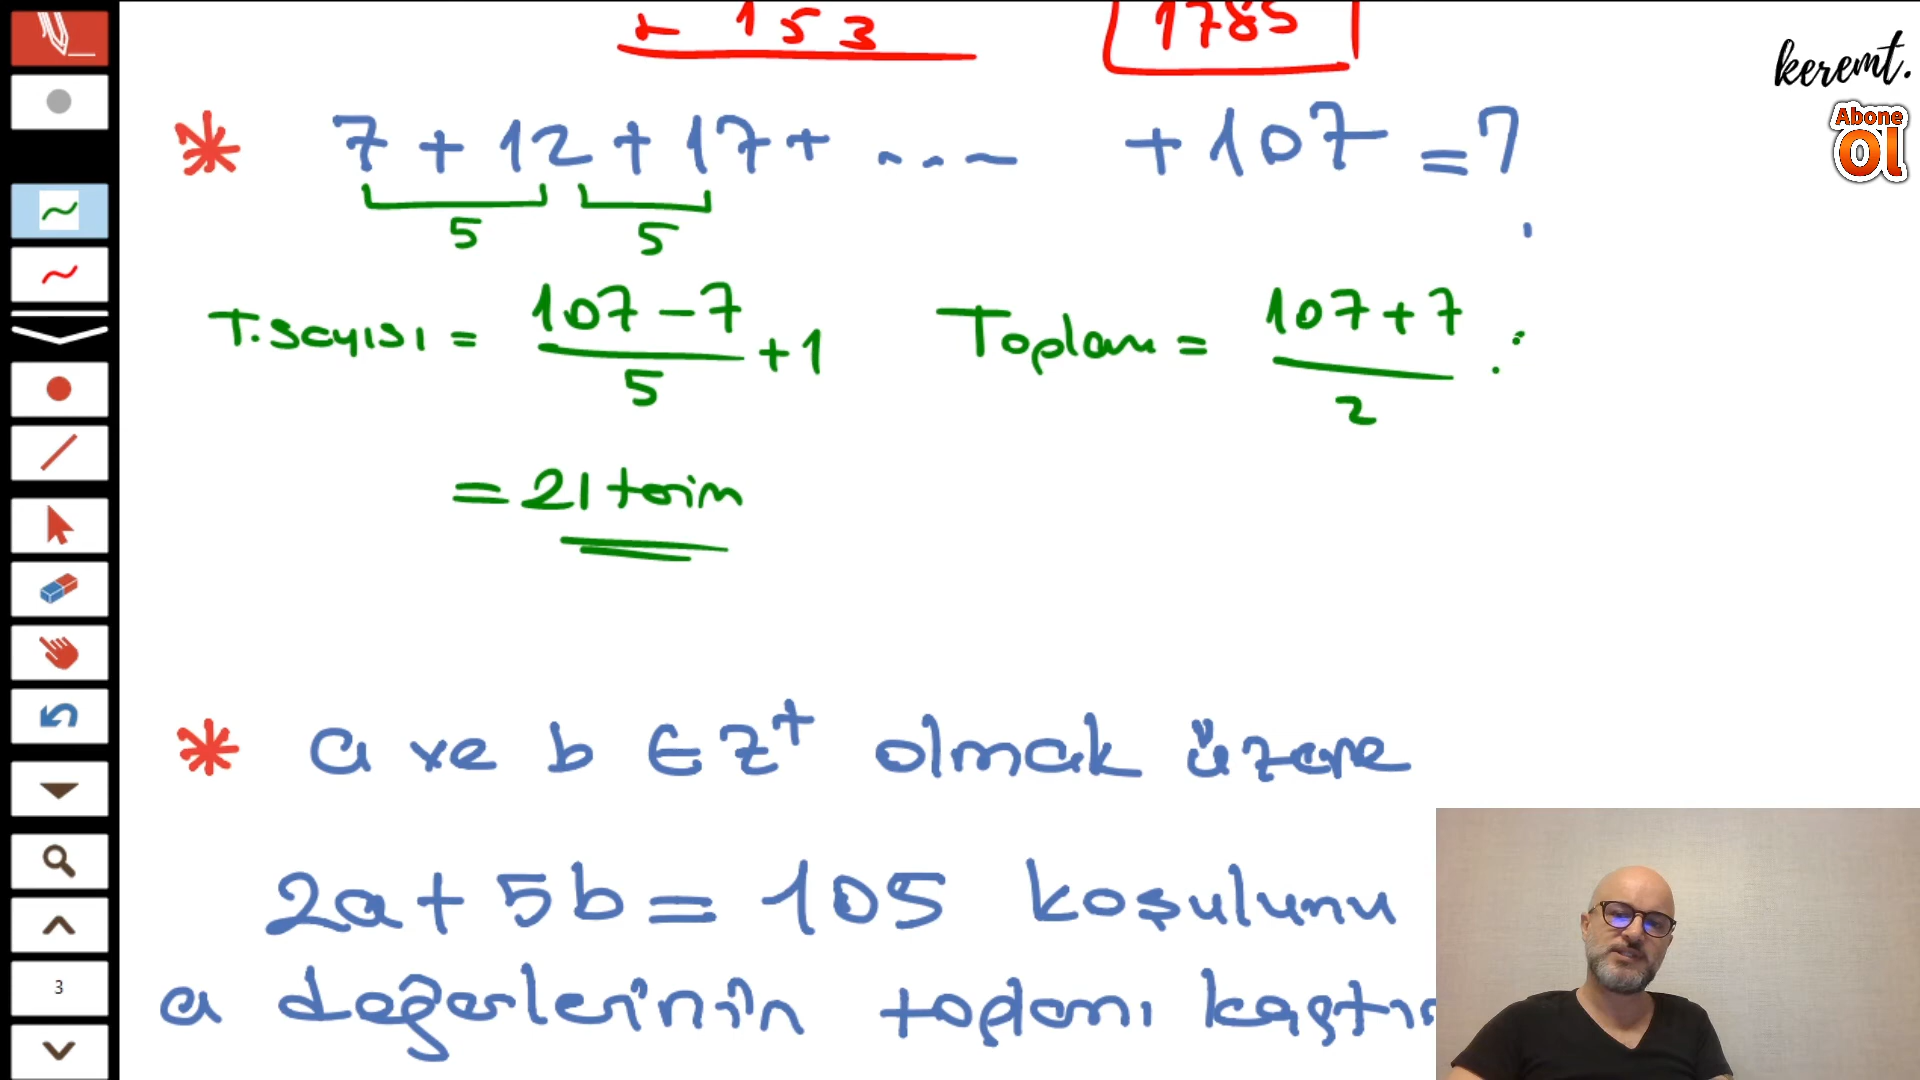 + 153 1785
keremt.
Abone
Ol
* 7 + 12 + 17 + ... + 107 = ?
5 5
T.sayısı = 107 - 7 / 5 + 1
Toplam = 107 + 7 / 2 .
= 21 terim
* a ve b ∈ Z⁺ olmak üzere
2a + 5b = 105 koşulunu
a değerlerinin toplamı kaçtır
3